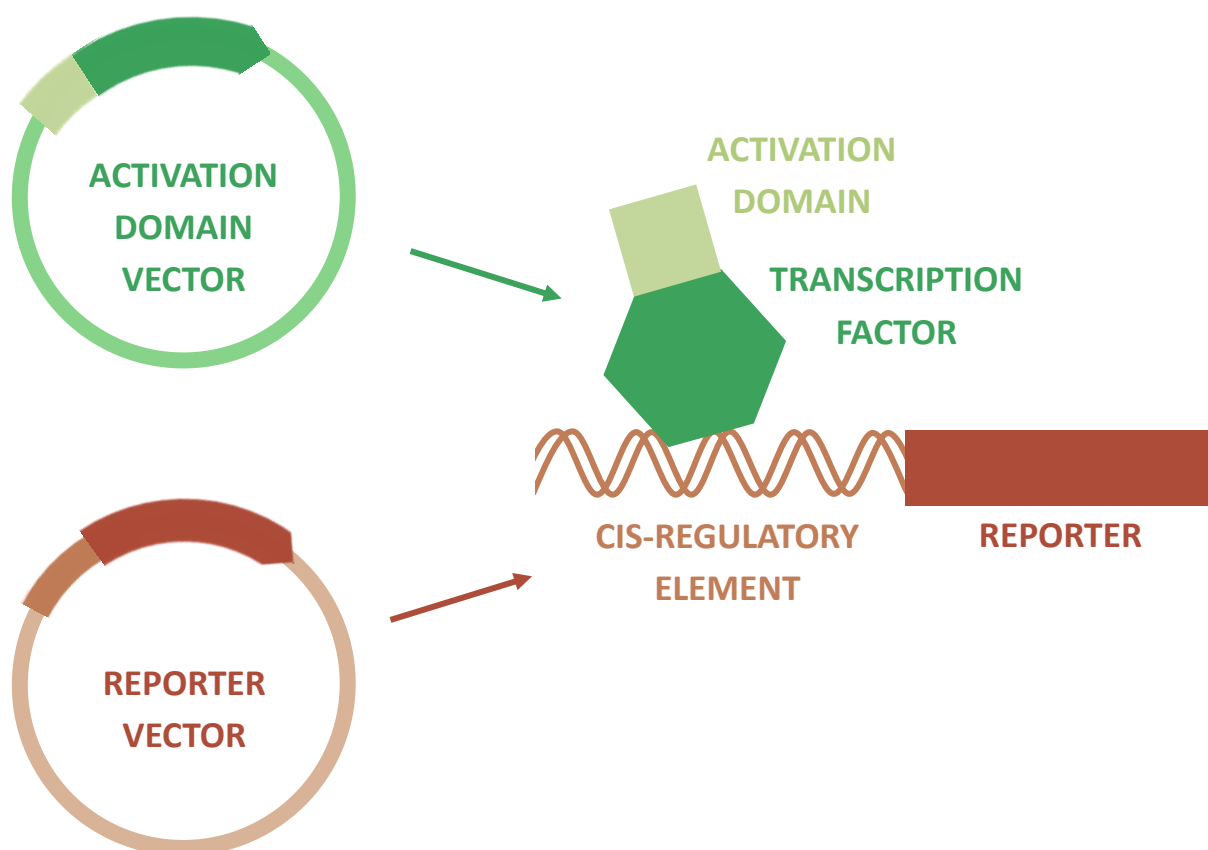 ACTIVATION
DOMAIN
VECTOR
ACTIVATION
DOMAIN
TRANSCRIPTION
FACTOR
CIS-REGULATORY
ELEMENT
REPORTER
REPORTER
VECTOR